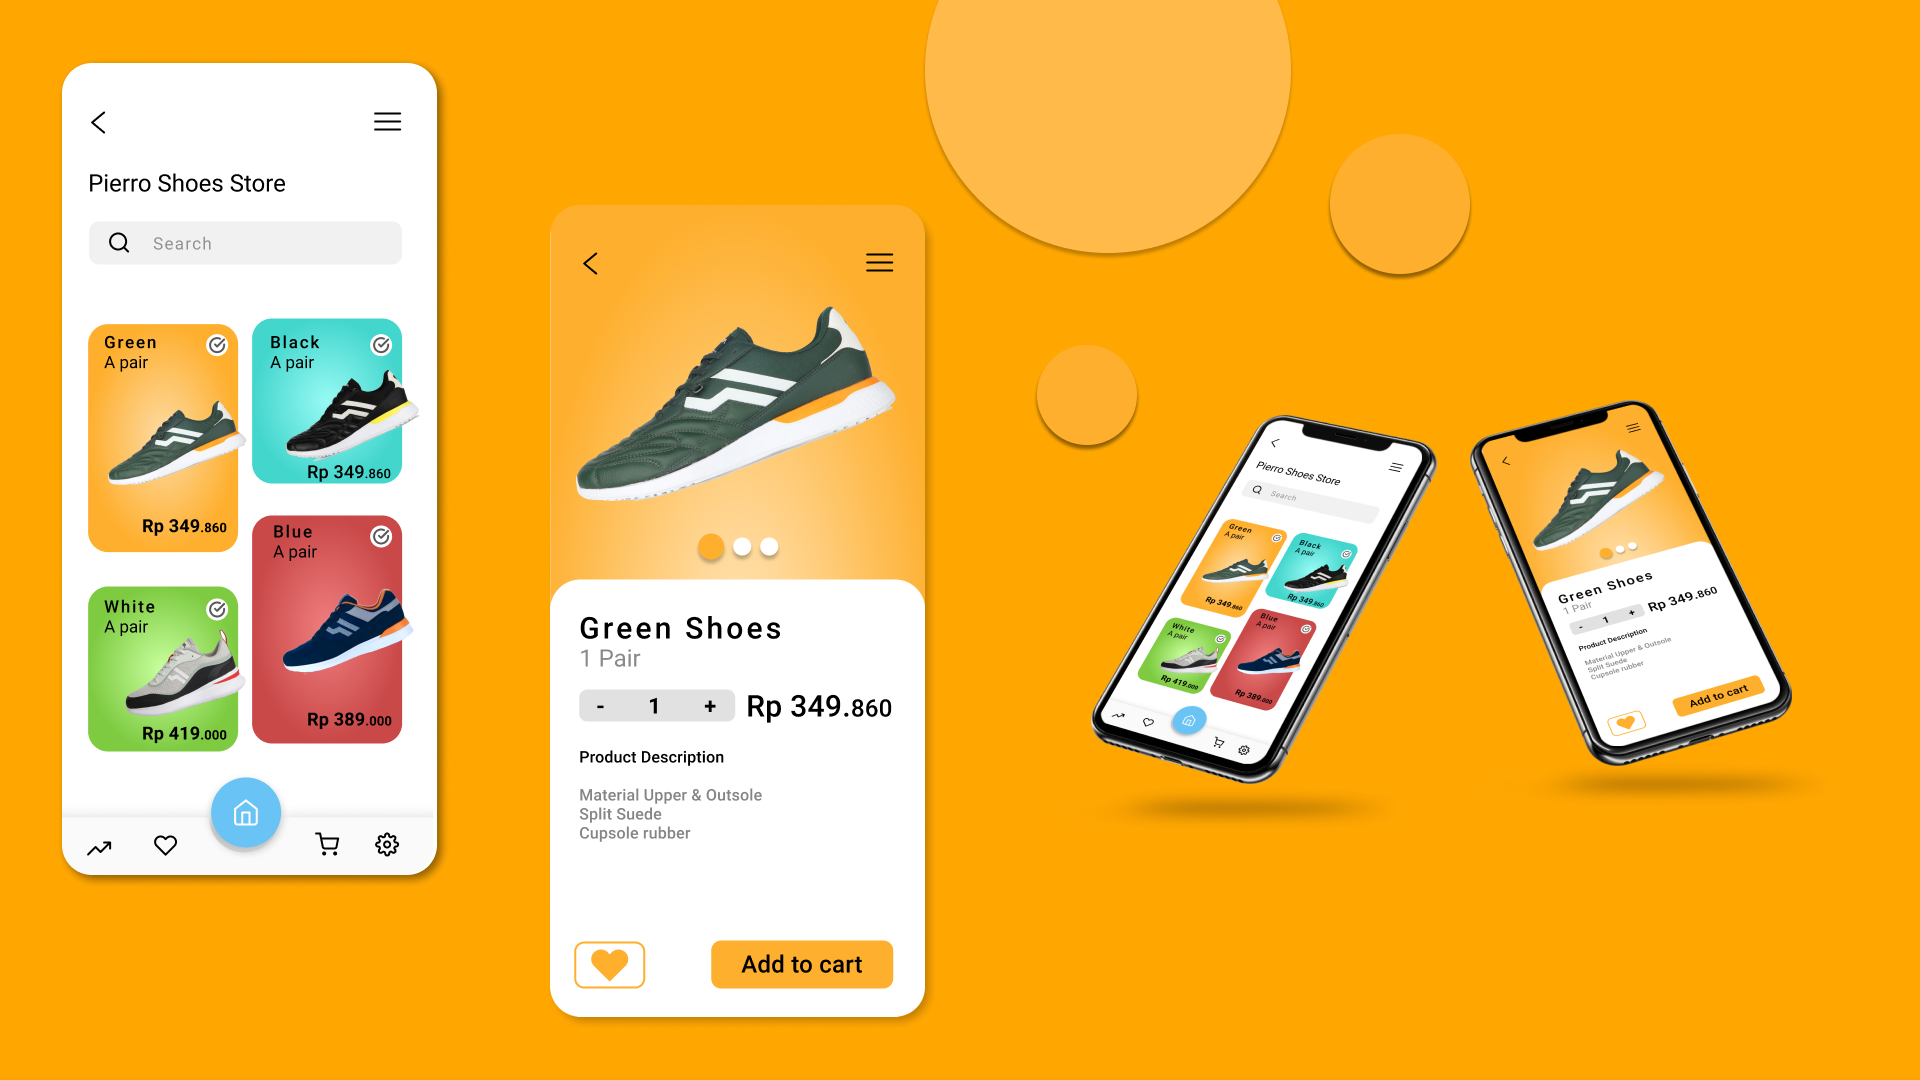 Pierro Shoes Store
Search
Green
A pair
Rp 349.860
Black
A pair
Rp 349.860
White
A pair
Rp 419.000
Blue
A pair
Rp 389.000
Green Shoes
1 Pair
- 1 +
Rp 349.860
Product Description
Material Upper & Outsole
Split Suede
Cupsole rubber
Add to cart
Pierro Shoes Store
Search
Green
A pair
Rp 349.860
Black
A pair
Rp 349.860
White
A pair
Rp 419.000
Blue
A pair
Rp 389.000
Green Shoes
1 Pair
- 1 +
Rp 349.860
Product Description
Material Upper & Outsole
Split Suede
Cupsole rubber
Add to cart